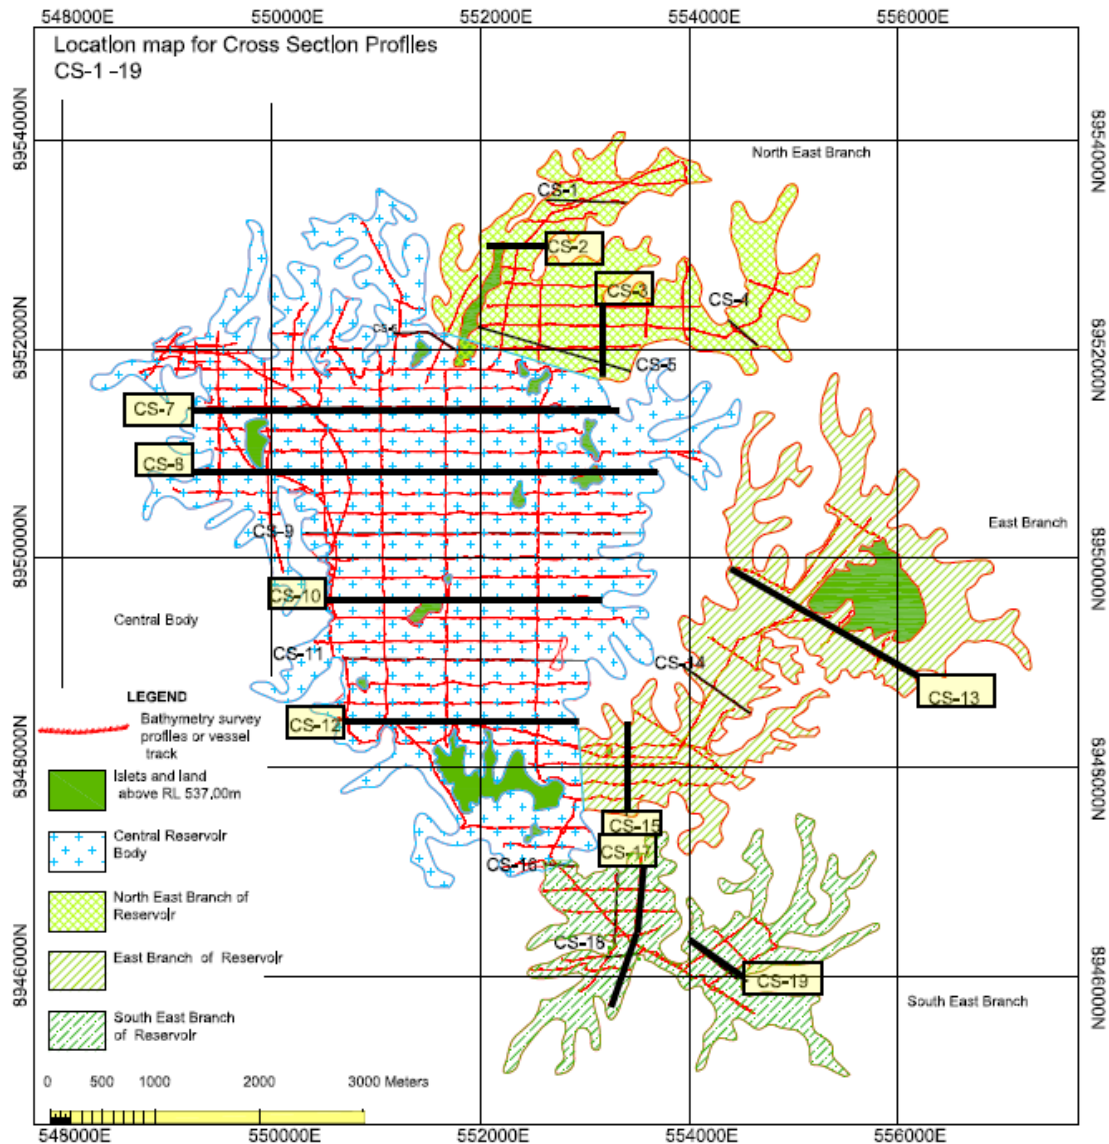 548000E 550000E 552000E 554000E 556000E
Location map for Cross Section Profiles
CS-1 -19
8954000N
8954000N
North East Branch
CS-1
CS-2
CS-3
CS-4
8952000N
8952000N
CS-5
CS-7
CS-8
CS-9
East Branch
8950000N
8950000N
CS-10
Central Body
CS-11
CS-14
CS-13
CS-12
LEGEND
Bathymetry survey
profiles or vessel
track
8948000N
8948000N
Islets and land
above RL 537,00m
CS-15
Central Reservoir
Body
CS-17
CS-16
North East Branch of
Reservoir
CS-18
East Branch of Reservoir
8946000N
8946000N
CS-19
South East Branch
South East Branch
of Reservoir
0 500 1000 2000 3000 Meters
548000E 550000E 552000E 554000E 556000E